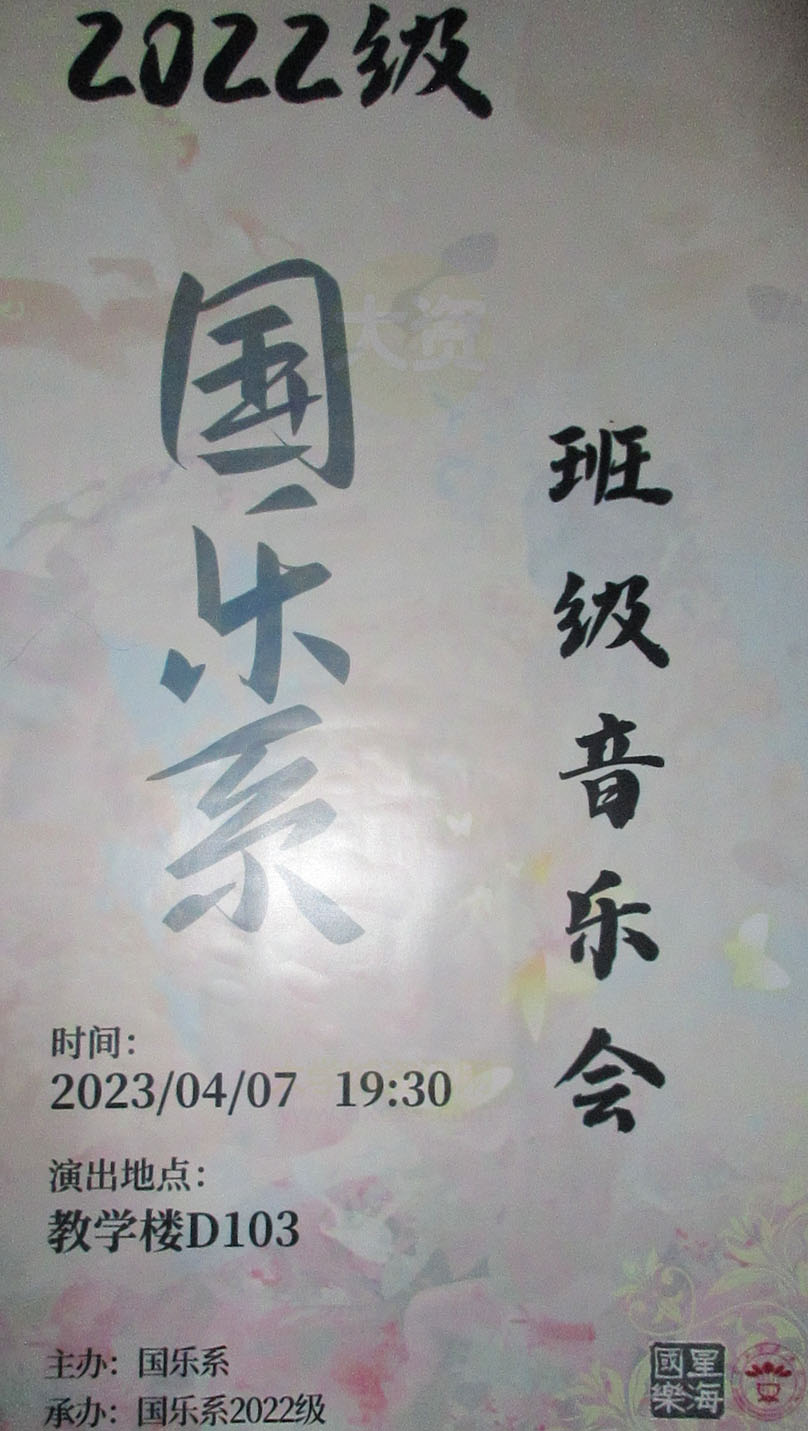 2022级
国乐系
班级音乐会
时间：
2023/04/07 19:30
演出地点：
教学楼D103
主办：国乐系
承办：国乐系2022级
星海
國樂